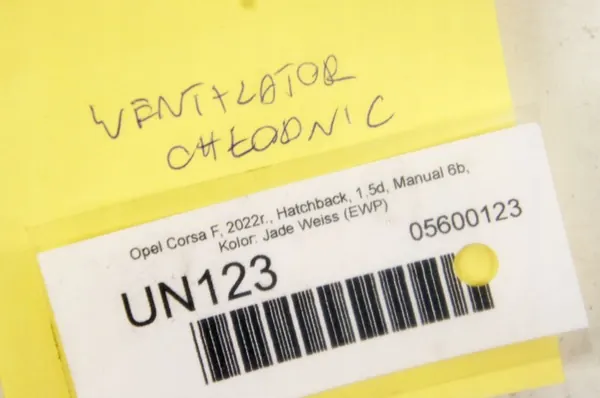 WENTYLATOR
CHŁODNIC
Opel Corsa F, 2022r., Hatchback, 1,5d, Manual 6b,
Kolor: Jade Weiss (EWP)
05600123
UN123